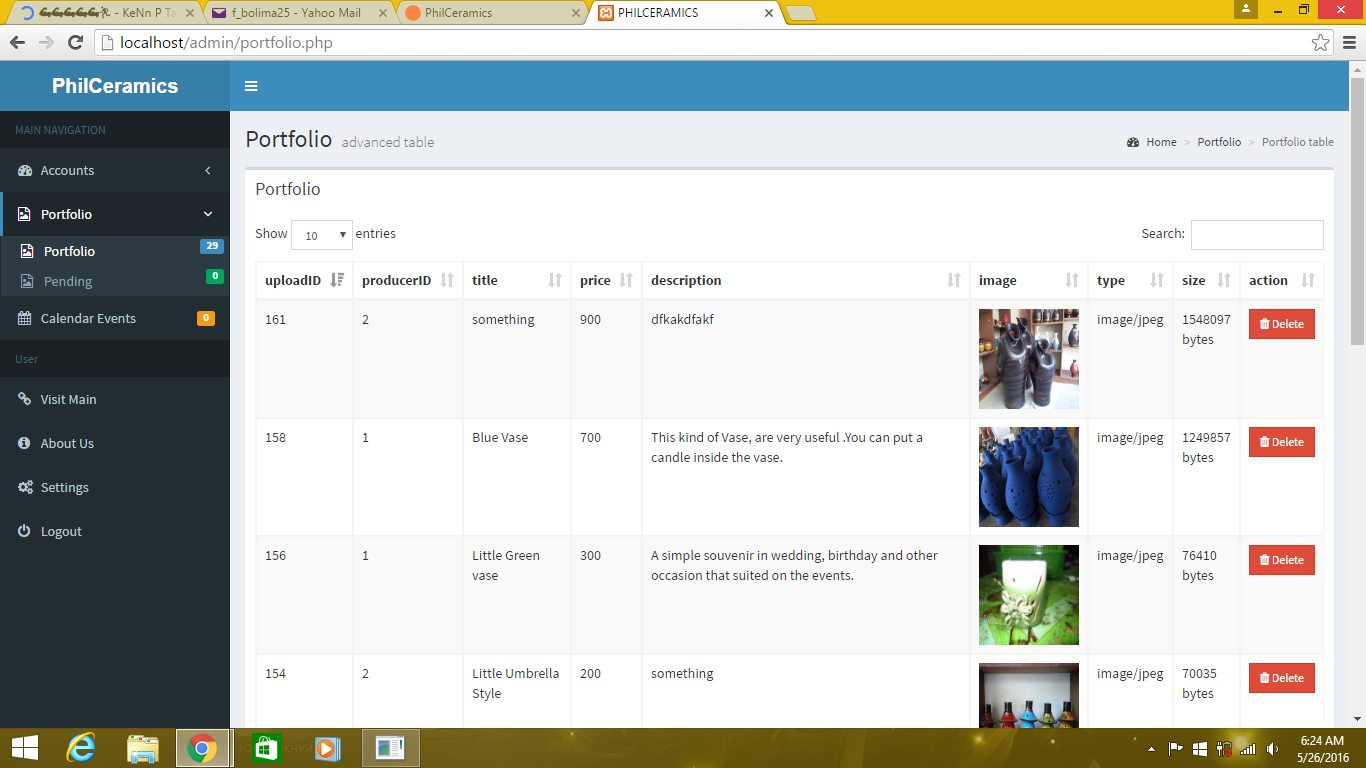 - KeNn P Ta
f_bolima25 - Yahoo Mail
PhilCeramics
PHILCERAMICS
localhost/admin/portfolio.php
PhilCeramics
MAIN NAVIGATION
Accounts
Portfolio
Portfolio 29
Pending 0
Calendar Events 0
User
Visit Main
About Us
Settings
Logout
Portfolio advanced table
Home > Portfolio > Portfolio table
Portfolio
Show 10 entries
Search:
uploadID producerID title price description image type size action
161 2 something 900 dfkakdfakf image/jpeg 1548097 Delete
bytes
158 1 Blue Vase 700 This kind of Vase, are very useful .You can put a image/jpeg 1249857 Delete
candle inside the vase. bytes
156 1 Little Green 300 A simple souvenir in wedding, birthday and other image/jpeg 76410 Delete
vase occasion that suited on the events. bytes
154 2 Little Umbrella 200 something image/jpeg 70035 Delete
Style bytes
6:24 AM
5/26/2016